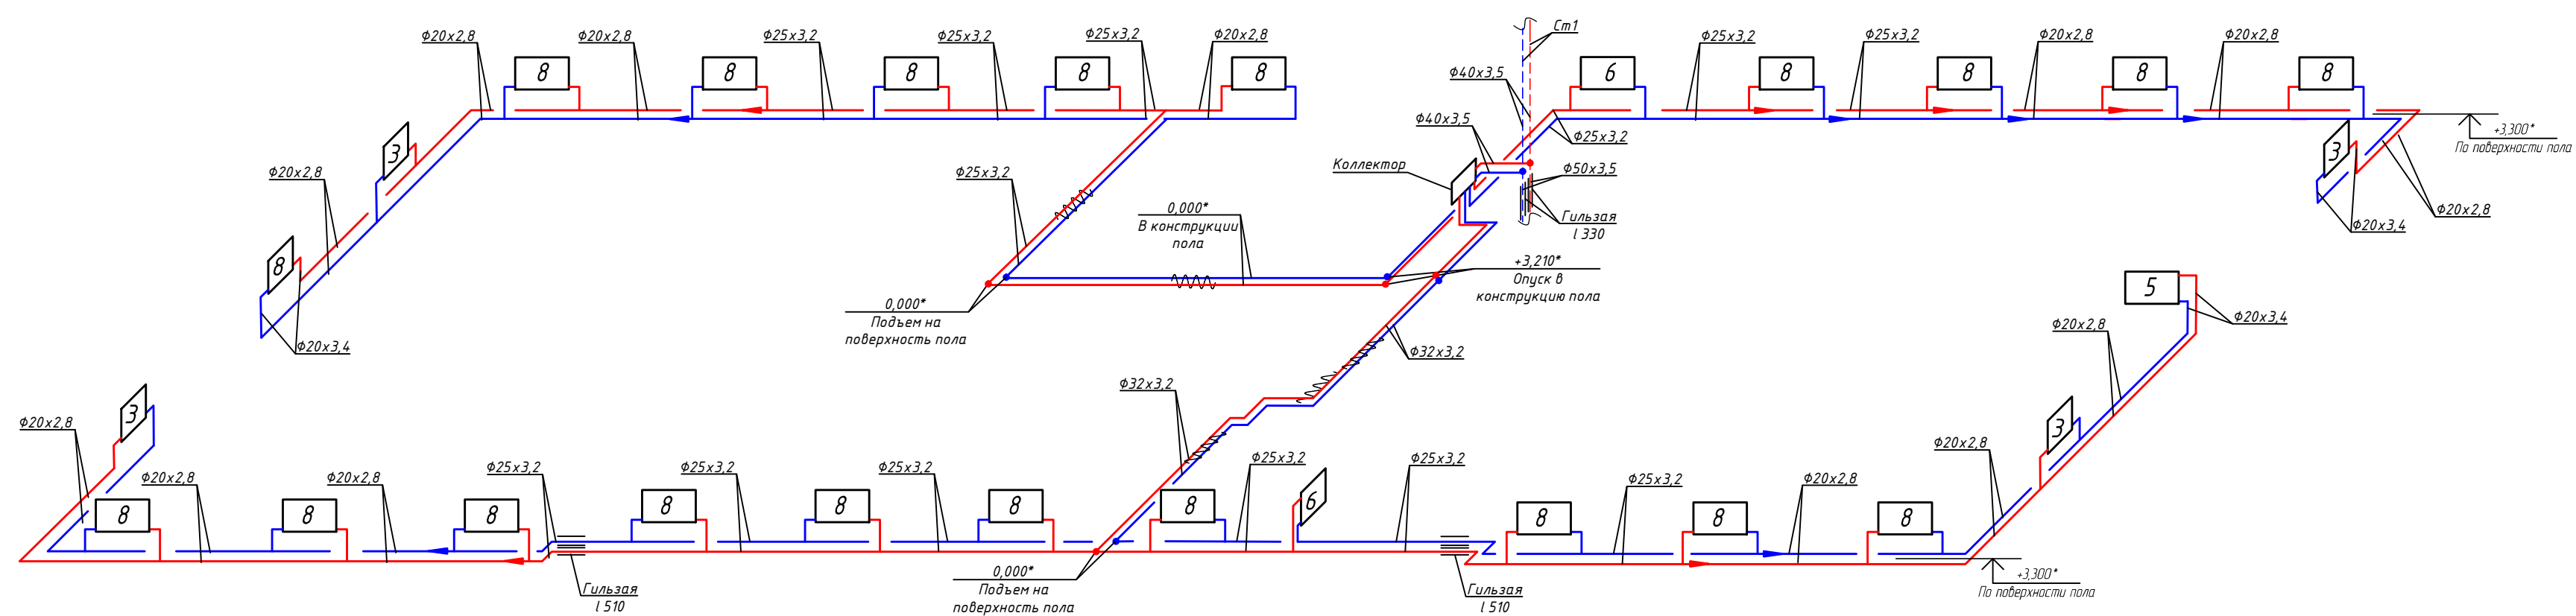 Ст1
Ф20х2,8
Ф20х2,8
Ф25х3,2
Ф25х3,2
Ф25х3,2
Ф20х2,8
Ф25х3,2
Ф25х3,2
Ф20х2,8
Ф20х2,8
8
8
8
8
8
Ф40х3,5
6
8
8
8
8
Ф40х3,5
Ф25х3,2
+3,300*
По поверхности пола
3
Ф20х2,8
Ф25х3,2
Коллектор
Ф50х3,5
3
0,000*
В конструкции
пола
Гильзая
l 330
Ф20х2,8
Ф20х3,4
8
+3,210*
Опуск в
конструкцию пола
5
0,000*
Подъем на
поверхность пола
Ф20х3,4
Ф20х3,4
Ф20х2,8
Ф32х3,2
Ф32х3,2
3
Ф20х2,8
3
Ф20х2,8
Ф20х2,8
Ф20х2,8
Ф25х3,2
Ф25х3,2
Ф25х3,2
Ф25х3,2
Ф25х3,2
Ф25х3,2
Ф20х2,8
8
8
8
8
8
8
8
6
8
8
8
0,000*
Подъем на
поверхность пола
Гильзая
l 510
Гильзая
l 510
+3,300*
По поверхности пола